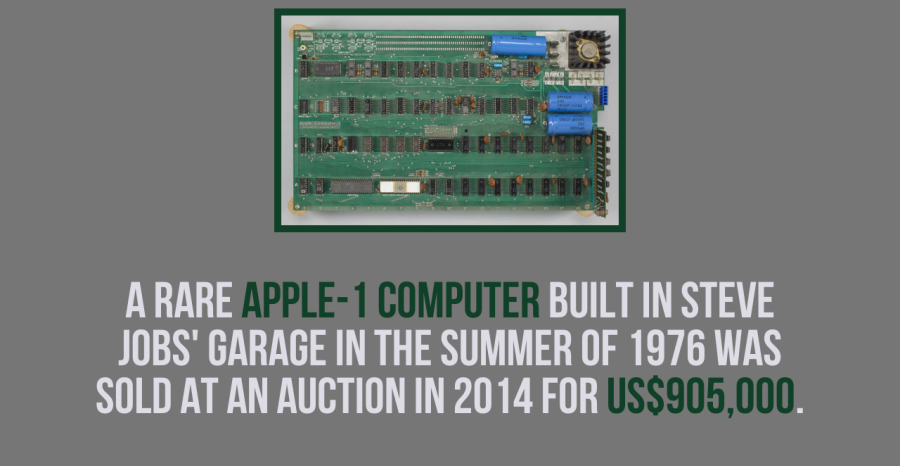 A RARE APPLE-1 COMPUTER BUILT IN STEVE
JOBS' GARAGE IN THE SUMMER OF 1976 WAS
SOLD AT AN AUCTION IN 2014 FOR US$905,000.